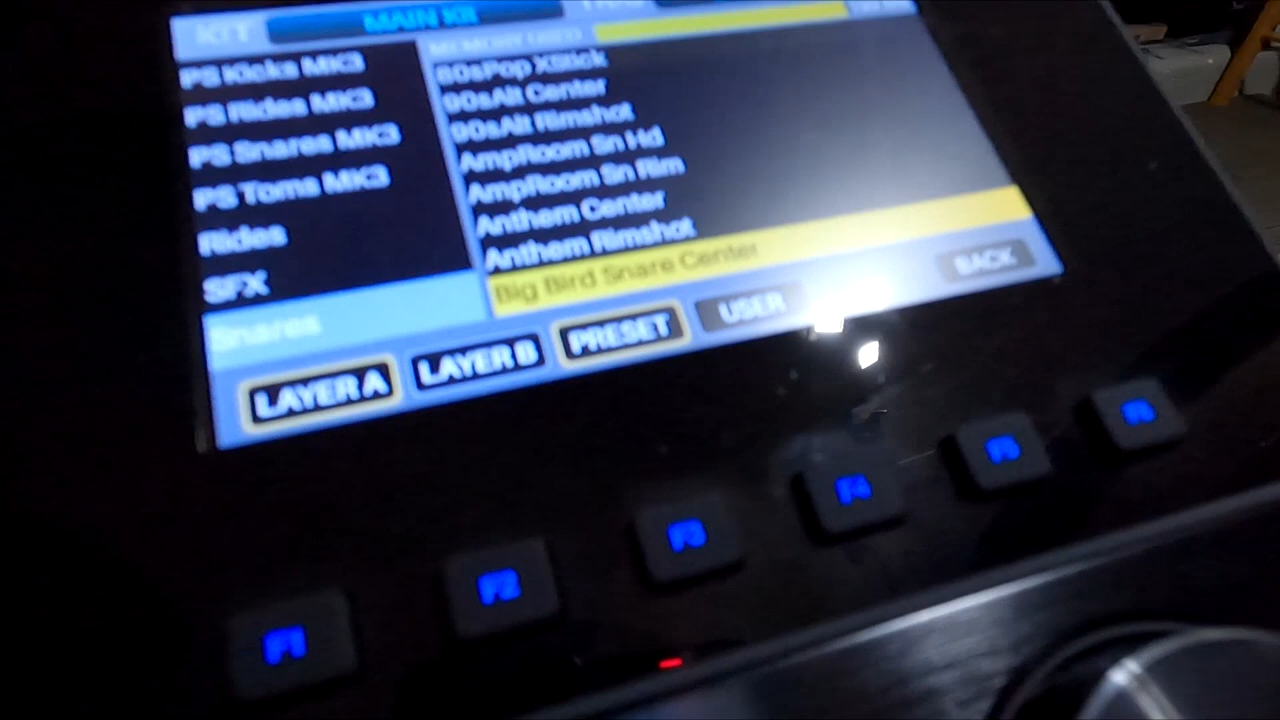 KIT MAIN Kit
MEMORY USED
PS Kicks MK3
PS Rides MK3
PS Snares MK3
PS Toms MK3
Rides
SFX
Snares
80sPop XStick
90sAlt Center
90sAlt Rimshot
AmpRoom Sn Hd
AmpRoom Sn Rim
Anthem Center
Anthem Rimshot
Big Bird Snare Center
LAYER A LAYER B PRESET USER BACK
F1 F2 F3 F4 F5 F6